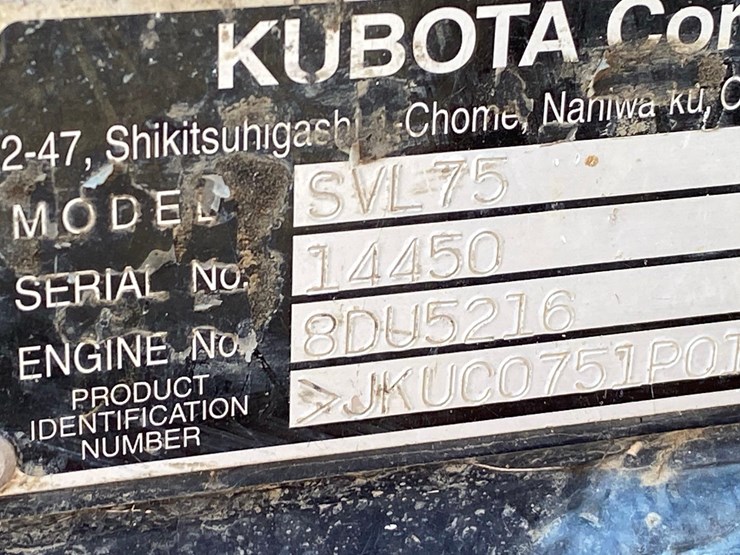 KUBOTA Cor
2-47, Shikitsuhigash Chome, Naniwa ku, C
MODEL SVL75
SERIAL No. 14450
ENGINE No. 8DU5216
PRODUCT
IDENTIFICATION
NUMBER >JKUC0751P01